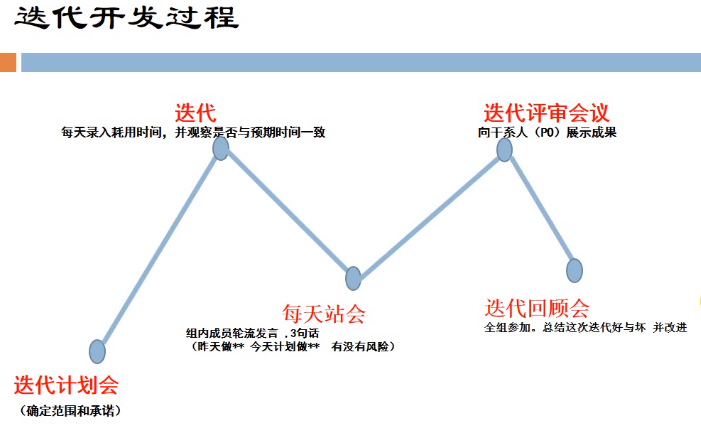 迭代开发过程
迭代
每天录入耗用时间，并观察是否与预期时间一致
迭代评审会议
向干系人（PO）展示成果
每天站会
组内成员轮流发言 .3句话
（昨天做** 今天计划做** 有没有风险）
迭代回顾会
全组参加。总结这次迭代好与坏 并改进
迭代计划会
（确定范围和承诺）